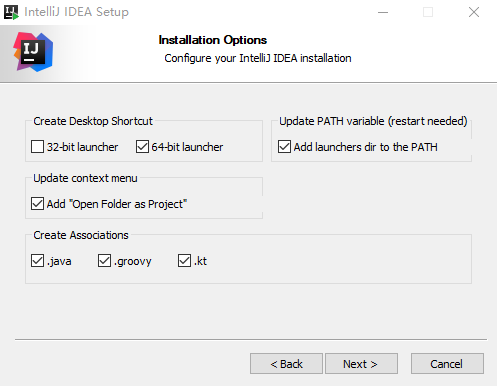 IntelliJ IDEA Setup
IJ
Installation Options
Configure your IntelliJ IDEA installation
Create Desktop Shortcut
32-bit launcher 64-bit launcher
Update PATH variable (restart needed)
Add launchers dir to the PATH
Update context menu
Add "Open Folder as Project"
Create Associations
.java .groovy .kt
< Back Next > Cancel